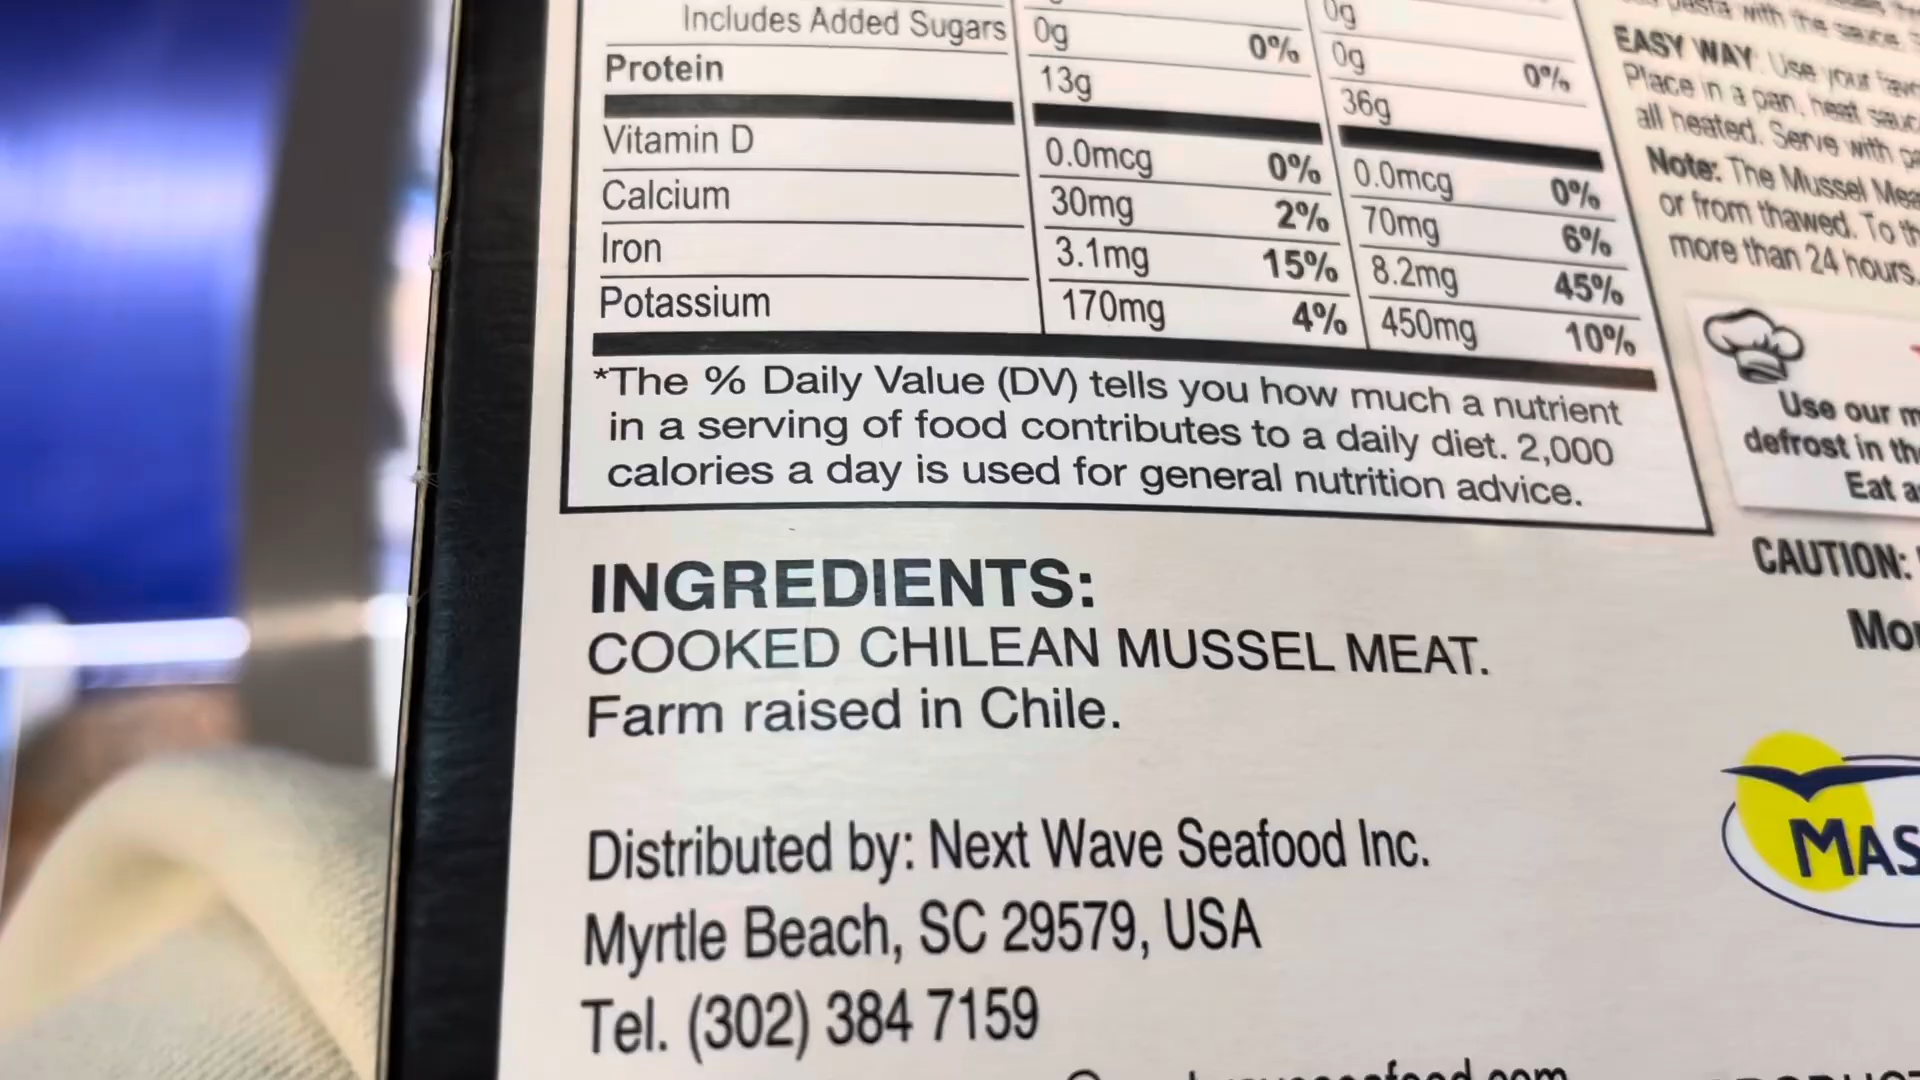 Includes Added Sugars 0g 0% 0g 0%
Protein 13g 36g
Vitamin D 0.0mcg 0% 0.0mcg 0%
Calcium 30mg 2% 70mg 6%
Iron 3.1mg 15% 8.2mg 45%
Potassium 170mg 4% 450mg 10%
*The % Daily Value (DV) tells you how much a nutrient
in a serving of food contributes to a daily diet. 2,000
calories a day is used for general nutrition advice.
INGREDIENTS:
COOKED CHILEAN MUSSEL MEAT.
Farm raised in Chile.
Distributed by: Next Wave Seafood Inc.
Myrtle Beach, SC 29579, USA
Tel. (302) 384 7159
pasta with the sauce.
EASY WAY: Use your
Place in a pan, heat
all heated. Serve with
Note: The Mussel
or from thawed. To
more than 24 hours.
Use our
defrost in
Eat
CAUTION:
MAS